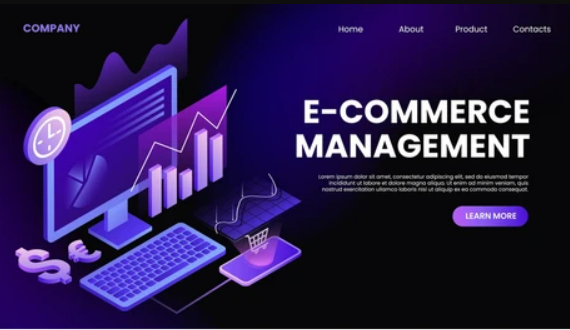 COMPANY
Home
About
Product
Contacts
E-COMMERCE
MANAGEMENT
Lorem ipsum dolor sit amet, consectetur adipiscing elit, sed do eiusmod tempor
incididunt ut labore et dolore magna aliqua. Ut enim ad minim veniam, quis
nostrud exercitation ullamco laboris nisi ut aliquip ex ea commodo consequat.
LEARN MORE